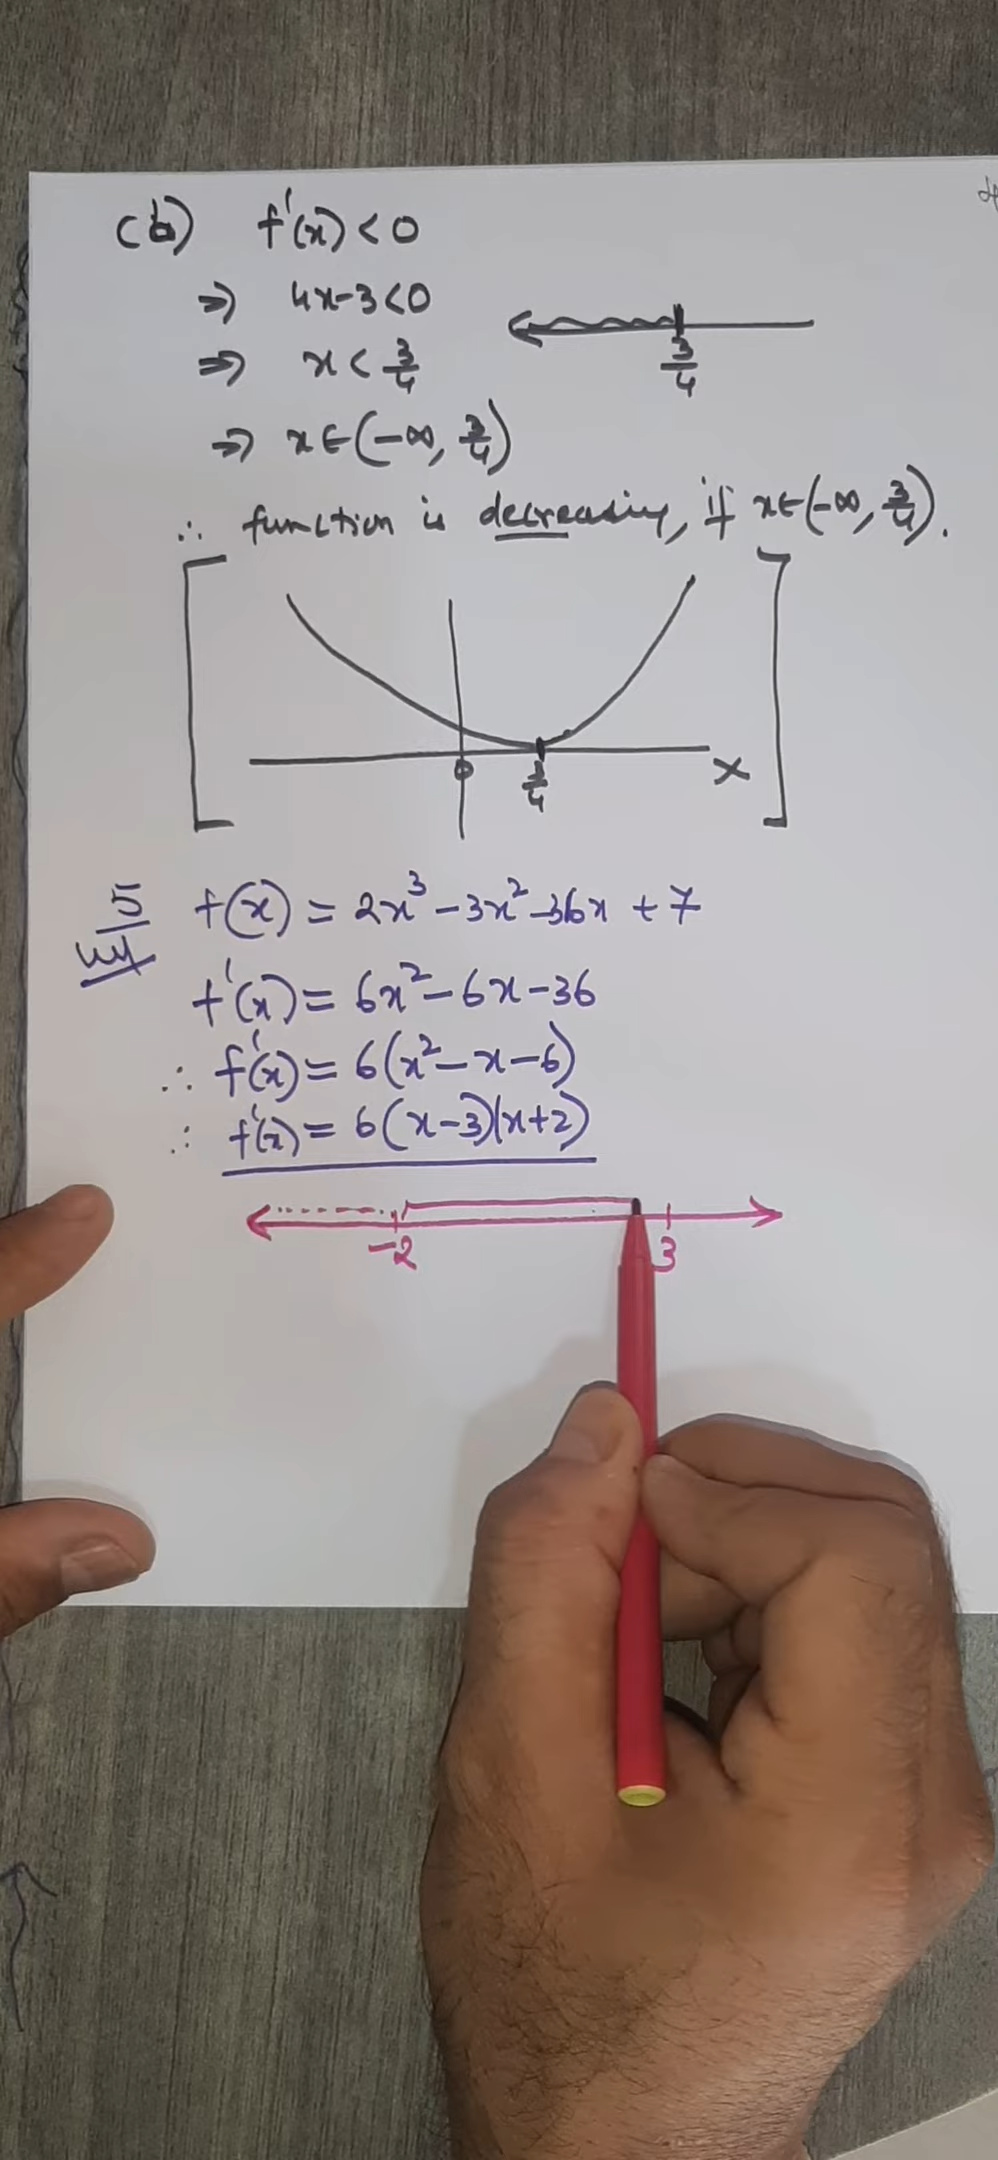 (b) f'(x) < 0
⇒ 4x-3<0
⇒ x < 3/4
3/4
⇒ x∈(-∞, 3/4)
∴ function is decreasing, if x∈(-∞, 3/4).
0 3/4 x
5 f(x) = 2x³ - 3x² - 36x + 7
f'(x) = 6x² - 6x - 36
∴ f'(x) = 6(x² - x - 6)
∴ f'(x) = 6(x-3)(x+2)
-2 3